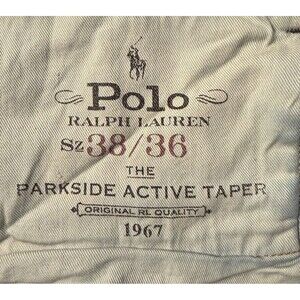 Polo
RALPH LAUREN
Sz 38/36
THE
PARKSIDE ACTIVE TAPER
ORIGINAL RL QUALITY
1967